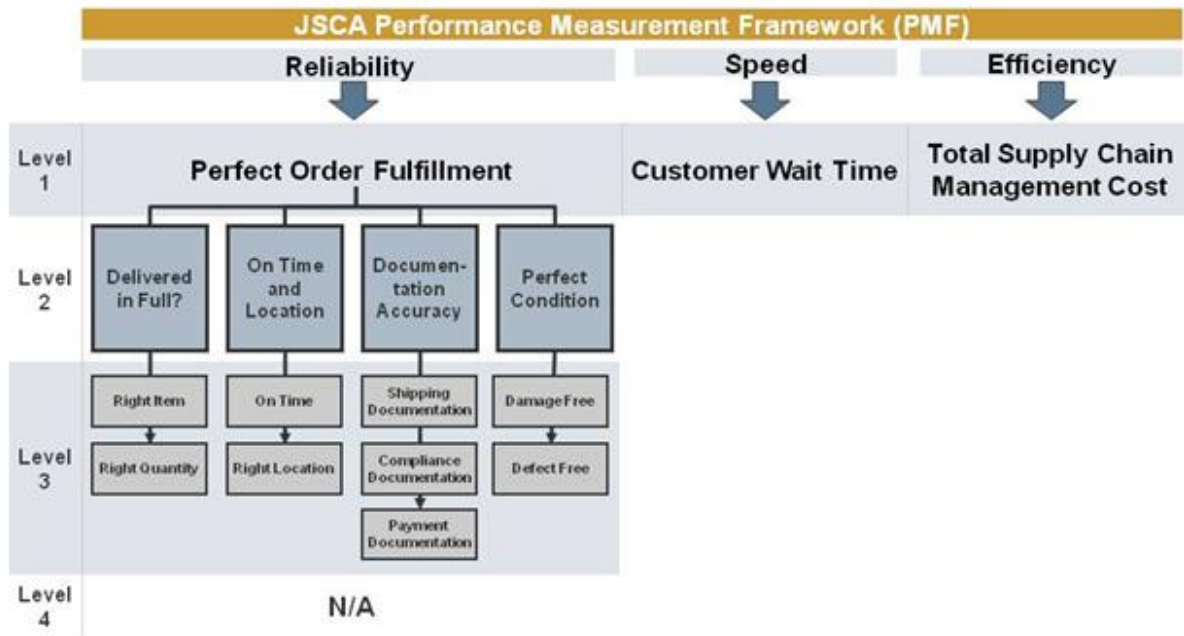 JSCA Performance Measurement Framework (PMF)
Reliability
Speed
Efficiency
Level
1
Perfect Order Fulfillment
Customer Wait Time
Total Supply Chain
Management Cost
Level
2
Delivered
in Full?
On Time
and
Location
Documen-
tation
Accuracy
Perfect
Condition
Level
3
Right Item
Right Quantity
On Time
Right Location
Shipping
Documentation
Compliance
Documentation
Payment
Documentation
Damage Free
Defect Free
Level
4
N/A